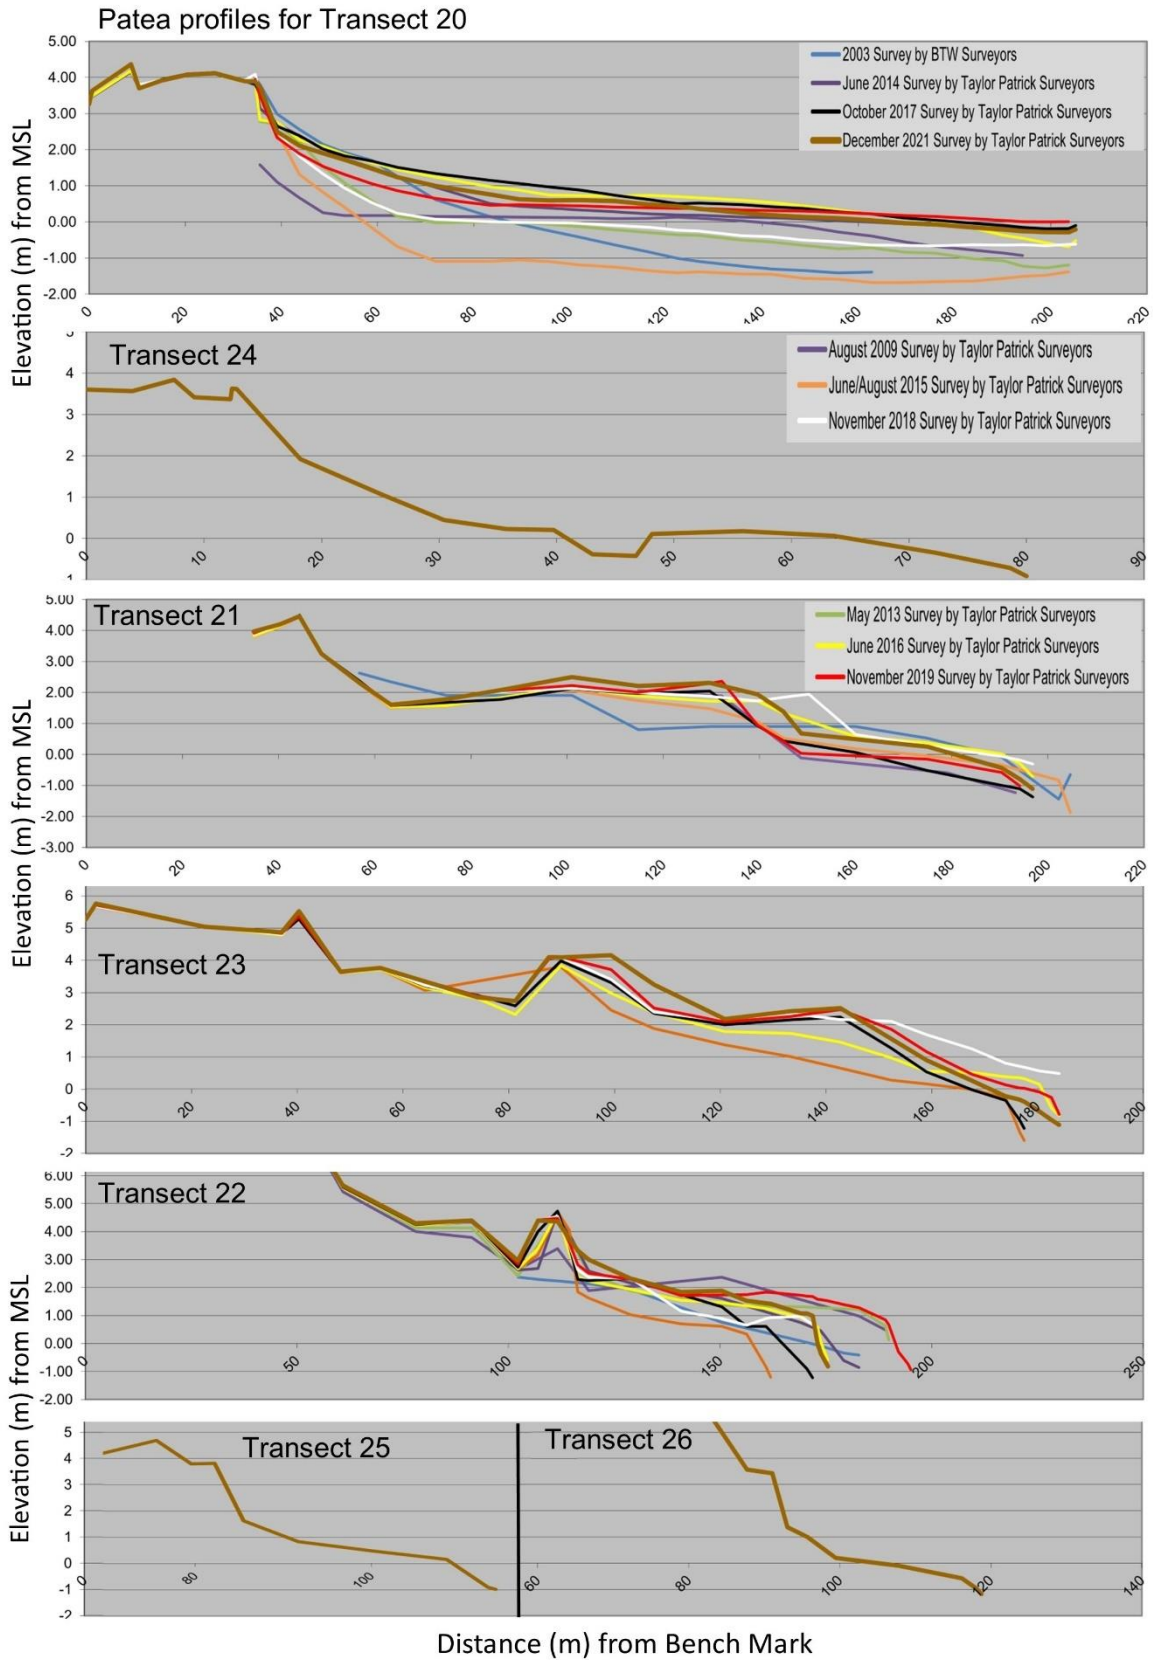 Patea profiles for Transect 20
5.00
4.00
3.00
2.00
1.00
0.00
-1.00
-2.00
2003 Survey by BTW Surveyors
June 2014 Survey by Taylor Patrick Surveyors
October 2017 Survey by Taylor Patrick Surveyors
December 2021 Survey by Taylor Patrick Surveyors
0 20 40 60 80 100 120 140 160 180 200 220
Elevation (m) from MSL
Transect 24
5
4
3
2
1
0
1
August 2009 Survey by Taylor Patrick Surveyors
June/August 2015 Survey by Taylor Patrick Surveyors
November 2018 Survey by Taylor Patrick Surveyors
0 10 20 30 40 50 60 70 80 90
Transect 21
5.00
4.00
3.00
2.00
1.00
0.00
-1.00
-2.00
-3.00
May 2013 Survey by Taylor Patrick Surveyors
June 2016 Survey by Taylor Patrick Surveyors
November 2019 Survey by Taylor Patrick Surveyors
0 20 40 60 80 100 120 140 160 180 200 220
Elevation (m) from MSL
Transect 23
6
5
4
3
2
1
0
-1
-2
0 20 40 60 80 100 120 140 160 180 200
Transect 22
6.00
5.00
4.00
3.00
2.00
1.00
0.00
-1.00
-2.00
0 50 100 150 200 250
Elevation (m) from MSL
Transect 25
Transect 26
5
4
3
2
1
0
-1
-2
0 80 100 60 80 100 120 140
Distance (m) from Bench Mark